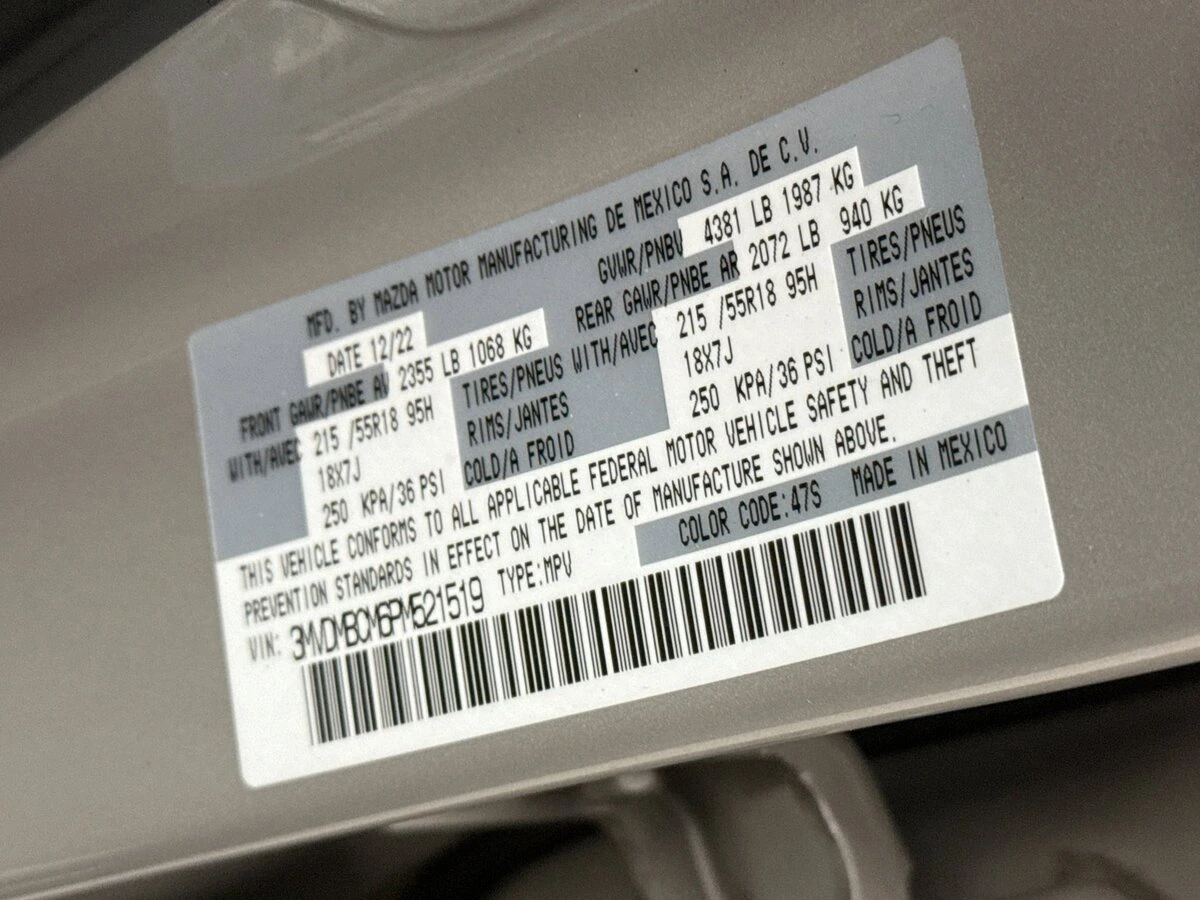 MFD. BY MAZDA MOTOR MANUFACTURING DE MEXICO S.A. DE C.V.
DATE 12/22 GVWR/PNBV 4381 LB 1987 KG
FRONT GAWR/PNBE AV 2355 LB 1068 KG REAR GAWR/PNBE AR 2072 LB 940 KG
WITH/AVEC 215 /55R18 95H TIRES/PNEUS WITH/AVEC 215 /55R18 95H TIRES/PNEUS
18X7J RIMS/JANTES 18X7J RIMS/JANTES
250 KPA/36 PSI COLD/A FROID 250 KPA/36 PSI COLD/A FROID
THIS VEHICLE CONFORMS TO ALL APPLICABLE FEDERAL MOTOR VEHICLE SAFETY AND THEFT
PREVENTION STANDARDS IN EFFECT ON THE DATE OF MANUFACTURE SHOWN ABOVE.
VIN: 3MVDMBCM6PM521519 TYPE:MPV COLOR CODE:47S MADE IN MEXICO